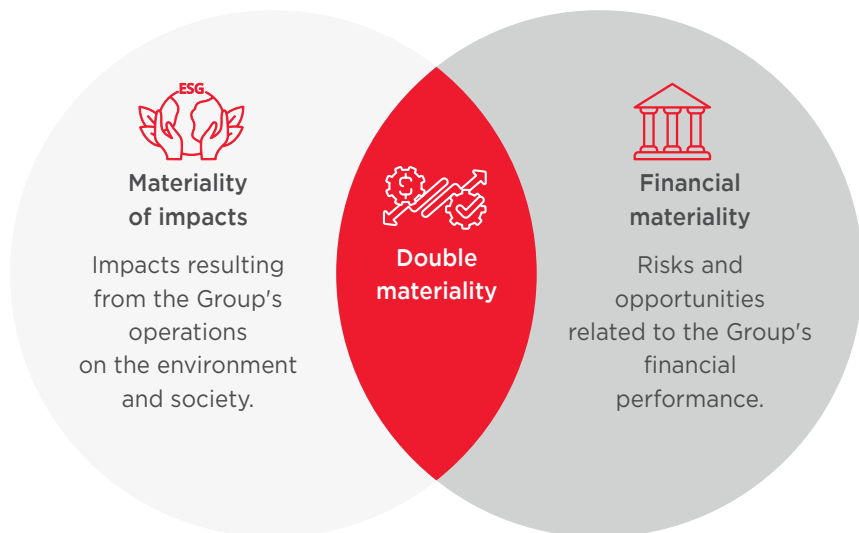 ESG
Materiality
of impacts
Impacts resulting
from the Group's
operations
on the environment
and society.
$
Double
materiality
Financial
materiality
Risks and
opportunities
related to the Group's
financial
performance.